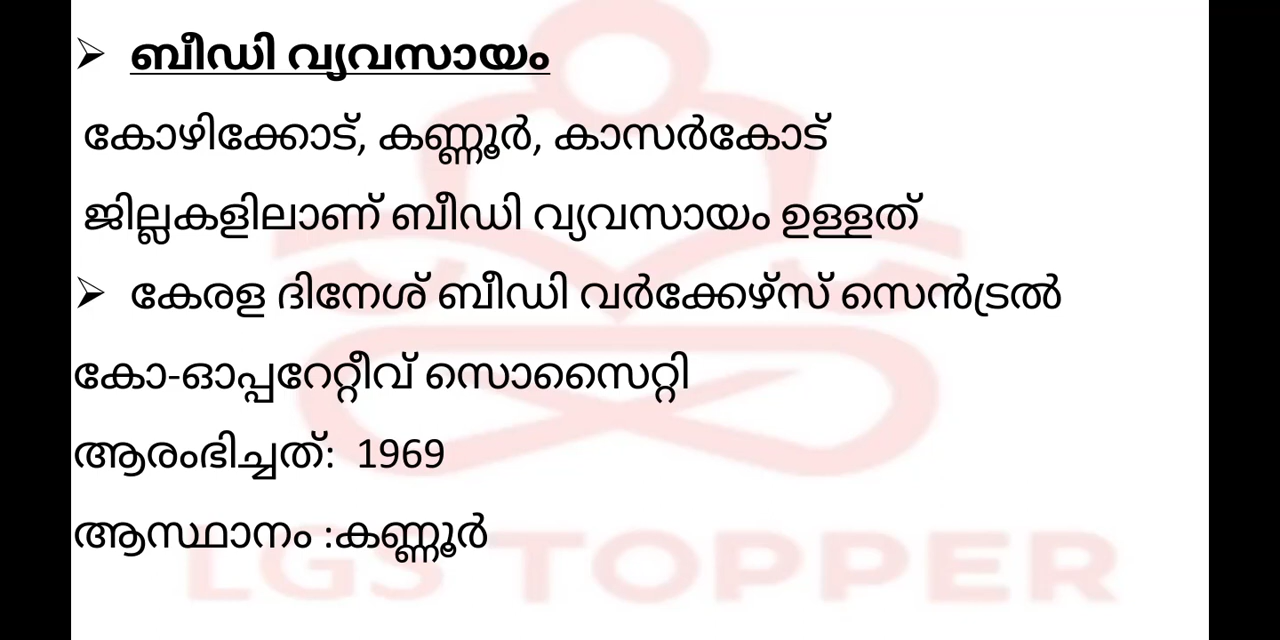 ➢ ബീഡി വ്യവസായം
കോഴിക്കോട്, കണ്ണൂർ, കാസർകോട്
ജില്ലകളിലാണ് ബീഡി വ്യവസായം ഉള്ളത്
➢ കേരള ദിനേശ് ബീഡി വർക്കേഴ്സ് സെൻട്രൽ
കോ-ഓപ്പറേറ്റീവ് സൊസൈറ്റി
ആരംഭിച്ചത്: 1969
ആസ്ഥാനം :കണ്ണൂർ
LGS TOPPER